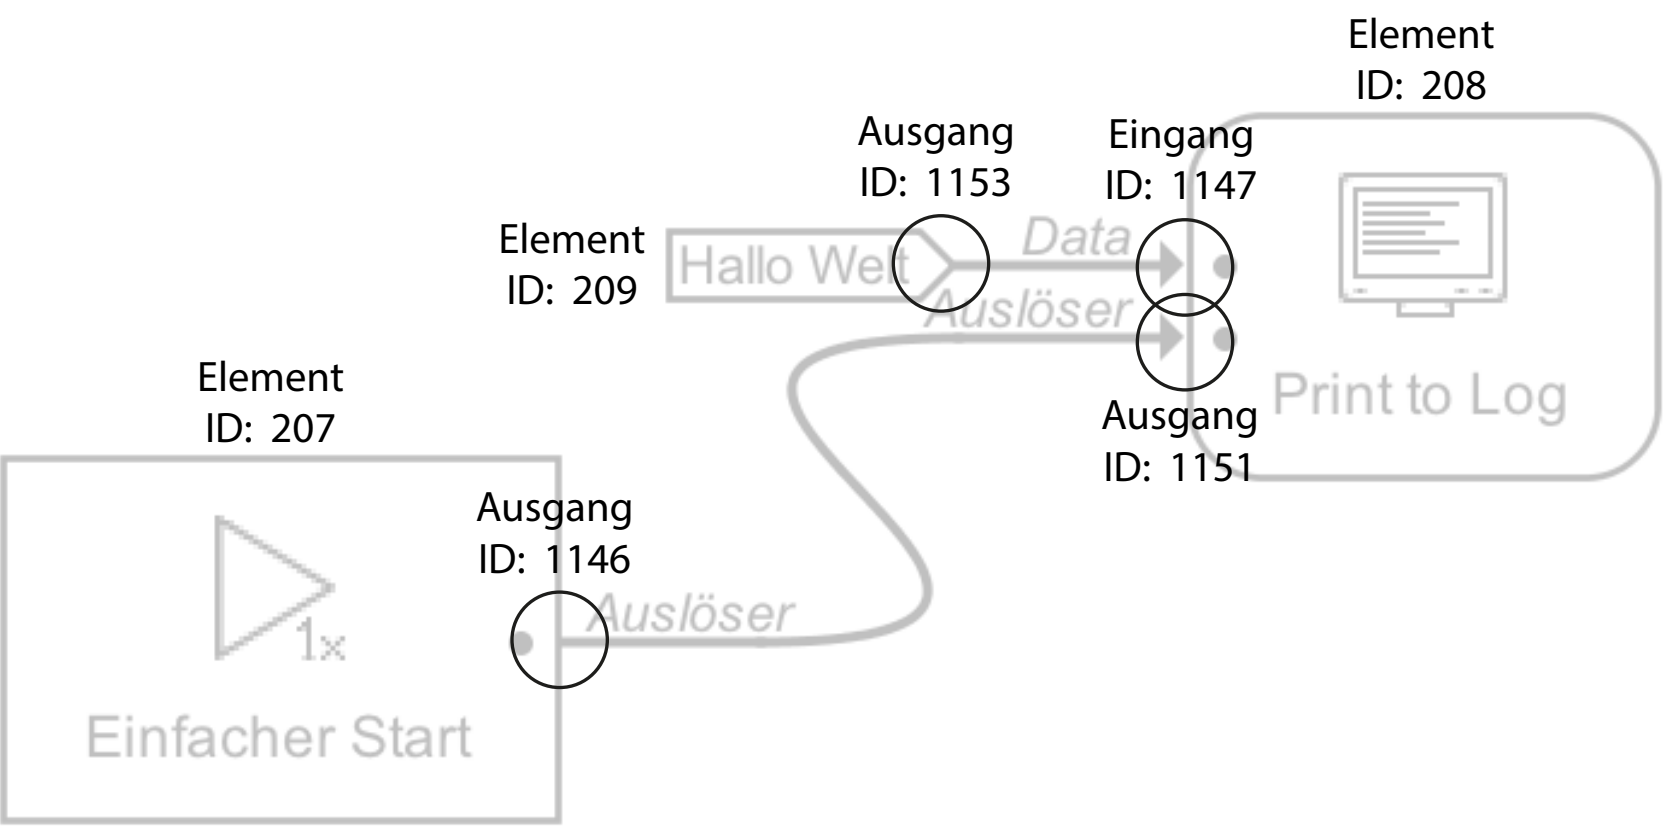 Element
ID: 208
Ausgang
ID: 1153
Eingang
ID: 1147
Element
ID: 209
Hallo Welt
Data
Auslöser
Print to Log
Ausgang
ID: 1151
Element
ID: 207
Ausgang
ID: 1146
Auslöser
1x
Einfacher Start